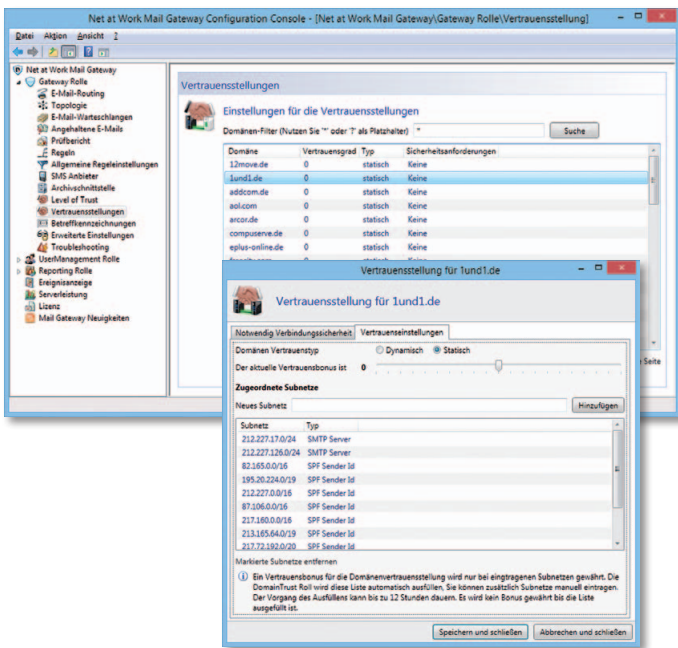 Net at Work Mail Gateway Configuration Console - [Net at Work Mail Gateway\Gateway Rolle\Vertrauensstellung]
Datei Aktion Ansicht ?
Net at Work Mail Gateway
Gateway Rolle
E-Mail-Routing
Topologie
E-Mail-Warteschlangen
Angehaltene E-Mails
Prüfbericht
Regeln
Allgemeine Regeleinstellungen
SMS Anbieter
Archivschnittstelle
Level of Trust
Vertrauensstellungen
Betreffkennzeichnungen
Erweiterte Einstellungen
Troubleshooting
UserManagement Rolle
Reporting Rolle
Ereignisanzeige
Serverleistung
Lizenz
Mail Gateway Neuigkeiten
Vertrauensstellungen
Einstellungen für die Vertrauensstellungen
Domänen-Filter (Nutzen Sie '*' oder '?' als Platzhalter) * Suche
Domäne Vertrauensgrad Typ Sicherheitsanforderungen
12move.de 0 statisch Keine
1und1.de 0 statisch Keine
addcom.de 0 statisch Keine
aol.com 0 statisch Keine
arcor.de 0 statisch Keine
compuserve.de 0 statisch Keine
eplus-online.de 0 statisch Keine
Seite
Vertrauensstellung für 1und1.de
Vertrauensstellung für 1und1.de
Notwendig Verbindungssicherheit Vertrauenseinstellungen
Domänen Vertrauenstyp Dynamisch Statisch
Der aktuelle Vertrauensbonus ist 0
Zugeordnete Subnetze
Neues Subnetz Hinzufügen
Subnetz Typ
212.227.17.0/24 SMTP Server
212.227.126.0/24 SMTP Server
82.165.0.0/16 SPF Sender Id
195.20.224.0/19 SPF Sender Id
212.227.0.0/16 SPF Sender Id
87.106.0.0/16 SPF Sender Id
217.160.0.0/16 SPF Sender Id
213.165.64.0/19 SPF Sender Id
217.72.192.0/20 SPF Sender Id
Markierte Subnetze entfernen
Ein Vertrauensbonus für die Domänenvertrauensstellung wird nur bei eingetragenen Subnetzen gewährt. Die
DomainTrust Roll wird diese Liste automatisch ausfüllen, Sie können zusätzlich Subnetze manuell eintragen.
Der Vorgang des Ausfüllens kann bis zu 12 Stunden dauern. Es wird kein Bonus gewährt bis die Liste
ausgefüllt ist.
Speichern und schließen Abbrechen und schließen